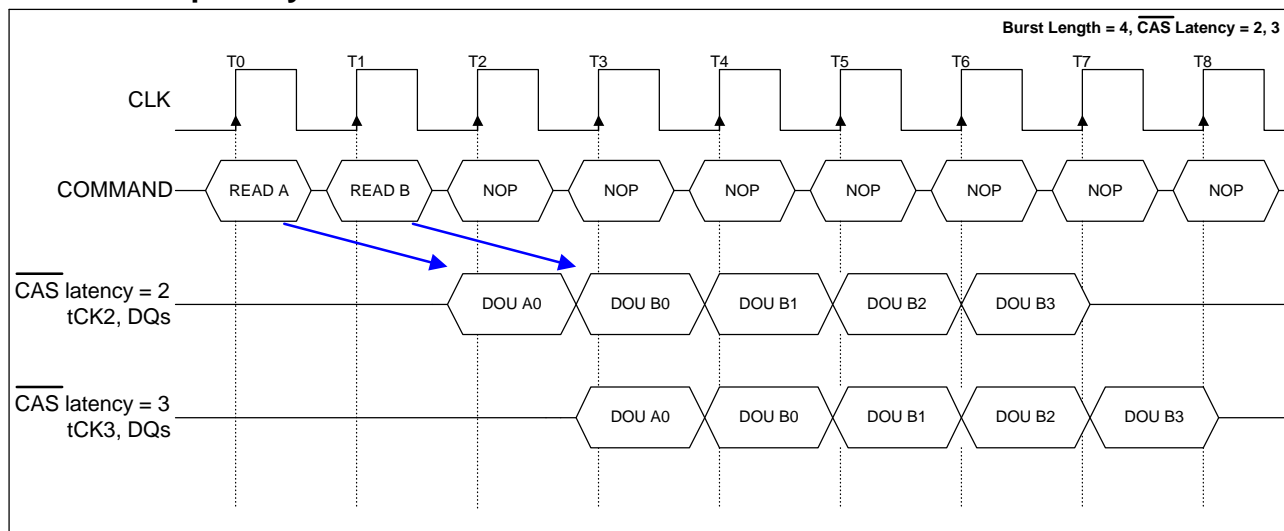 Burst Length = 4, CAS Latency = 2, 3
T0 T1 T2 T3 T4 T5 T6 T7 T8
CLK
COMMAND READ A READ B NOP NOP NOP NOP NOP NOP NOP
CAS latency = 2
tCK2, DQs
DOU A0 DOU B0 DOU B1 DOU B2 DOU B3
CAS latency = 3
tCK3, DQs
DOU A0 DOU B0 DOU B1 DOU B2 DOU B3